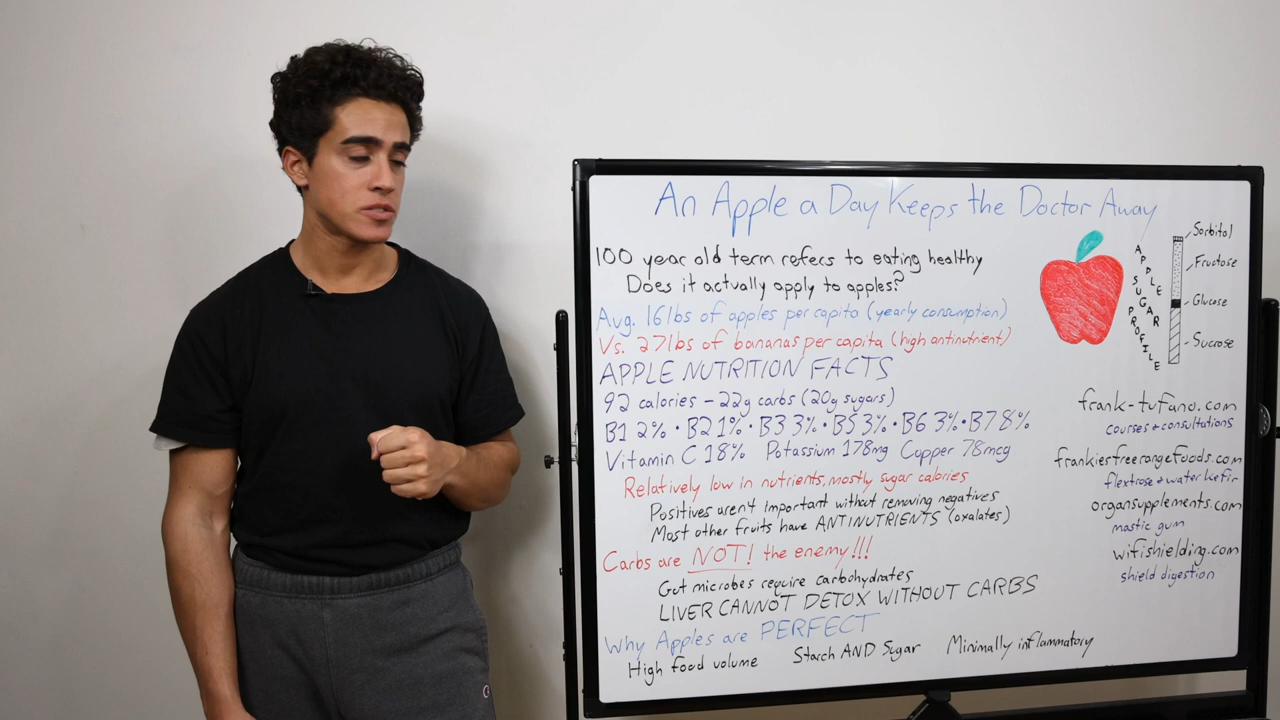 An Apple a Day Keeps the Doctor Away
100 year old term refers to eating healthy
Does it actually apply to apples?
Avg. 16lbs of apples per capita (yearly consumption)
Vs. 27lbs of bananas per capita (high antinutrient)
APPLE NUTRITION FACTS
92 calories - 22g carbs (20g sugars)
B1 2% • B2 1% • B3 3% • B5 3% • B6 3% • B7 8%
Vitamin C 18% Potassium 178mg Copper 78mcg
Relatively low in nutrients, mostly sugar calories
Positives aren't important without removing negatives
Most other fruits have ANTINUTRIENTS (oxalates)
Carbs are NOT! the enemy!!!
Gut microbes require carbohydrates
LIVER CANNOT DETOX WITHOUT CARBS
Why Apples are PERFECT
High food volume Starch AND Sugar Minimally inflammatory
APPLE SUGAR PROFILE
Sorbitol
Fructose
Glucose
Sucrose
frank-tufano.com
courses + consultations
frankiesfreerangefoods.com
flextrose + water kefir
organsupplements.com
mastic gum
wifishielding.com
shield digestion